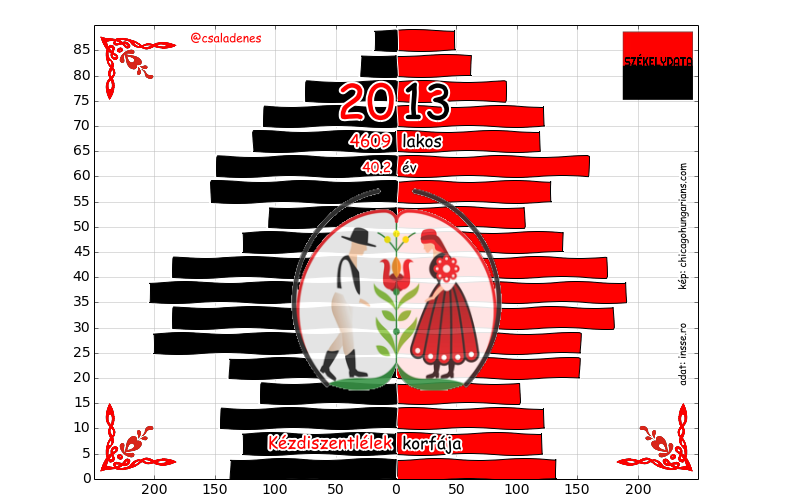 @csaladenes
SZÉKELYDATA
2013
4609 lakos
40.2 év
kép: chicagohungarians.com
adat: insse.ro
Kézdiszentlélek korfája
85
80
75
70
65
60
55
50
45
40
35
30
25
20
15
10
5
0
200 150 100 50 0 50 100 150 200